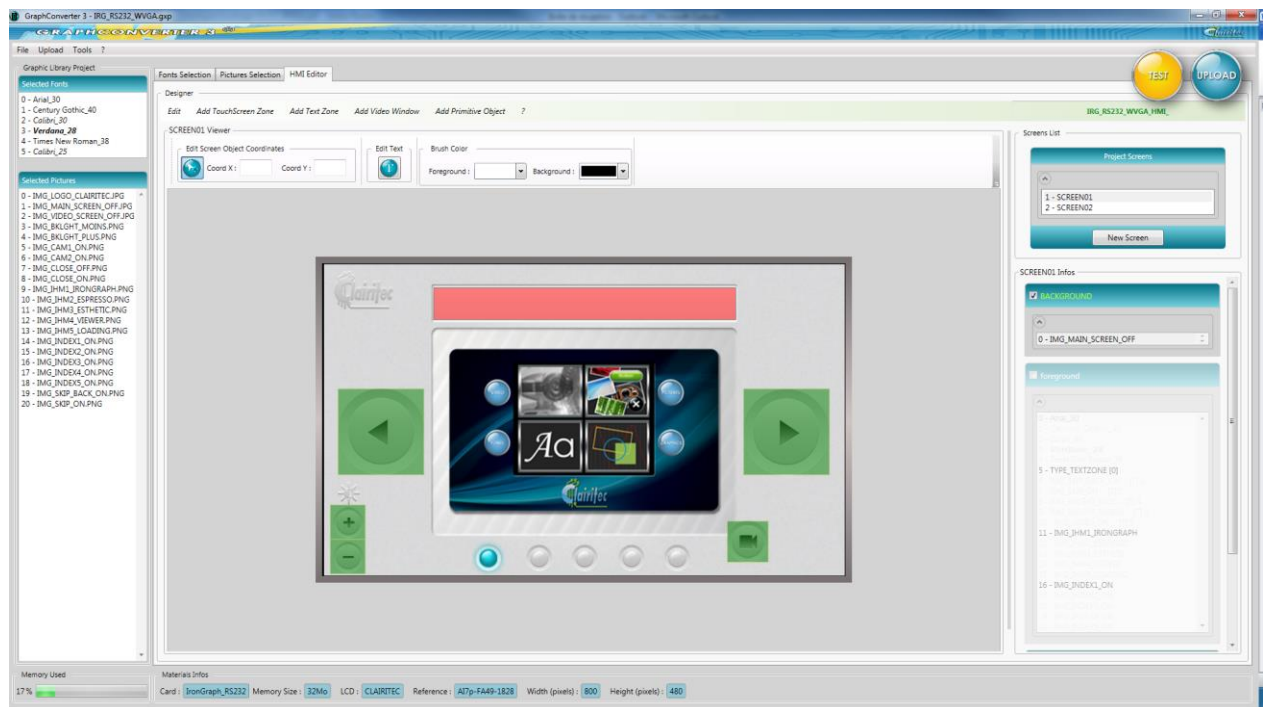 GraphConverter 3 - IRG_RS232_WVGA.gxp
GRAPHCONVERTER 3
Clairitec
File Upload Tools ?
Graphic Library Project
Selected Fonts
0 - Arial_30
1 - Century Gothic_40
2 - Calibri_30
3 - Verdana_28
4 - Times New Roman_38
5 - Calibri_25
Selected Pictures
0 - IMG_LOGO_CLAIRITEC.JPG
1 - IMG_MAIN_SCREEN_OFF.JPG
2 - IMG_VIDEO_SCREEN_OFF.JPG
3 - IMG_BKLGHT_MOINS.PNG
4 - IMG_BKLGHT_PLUS.PNG
5 - IMG_CAM1_ON.PNG
6 - IMG_CAM2_ON.PNG
7 - IMG_CLOSE_OFF.PNG
8 - IMG_CLOSE_ON.PNG
9 - IMG_IHM1_IRONGRAPH.PNG
10 - IMG_IHM2_ESPRESSO.PNG
11 - IMG_IHM3_ESTHETIC.PNG
12 - IMG_IHM4_VIEWER.PNG
13 - IMG_IHM5_LOADING.PNG
14 - IMG_INDEX1_ON.PNG
15 - IMG_INDEX2_ON.PNG
16 - IMG_INDEX3_ON.PNG
17 - IMG_INDEX4_ON.PNG
18 - IMG_INDEX5_ON.PNG
19 - IMG_SKIP_BACK_ON.PNG
20 - IMG_SKIP_ON.PNG
Memory Used
17 %
Fonts Selection Pictures Selection HMI Editor
TEST UPLOAD
Designer
Edit Add TouchScreen Zone Add Text Zone Add Video Window Add Primitive Object ?
IRG_RS232_WVGA_HMI_
SCREEN01 Viewer
Edit Screen Object Coordinates
Coord X : Coord Y :
Edit Text
T
Brush Color
Foreground : Background :
Clairitec
Aa
Clairitec
+
−
Screens List
Project Screens
1 - SCREEN01
2 - SCREEN02
New Screen
SCREEN01 Infos
BACKGROUND
0 - IMG_MAIN_SCREEN_OFF
Foreground
5 - TYPE_TEXTZONE [0]
11 - IMG_IHM1_IRONGRAPH
16 - IMG_INDEX1_ON
Materials Infos
Card : IronGraph_RS232 Memory Size : 32Mo LCD : CLAIRITEC Reference : AI7p-FA49-1828 Width (pixels) : 800 Height (pixels) : 480